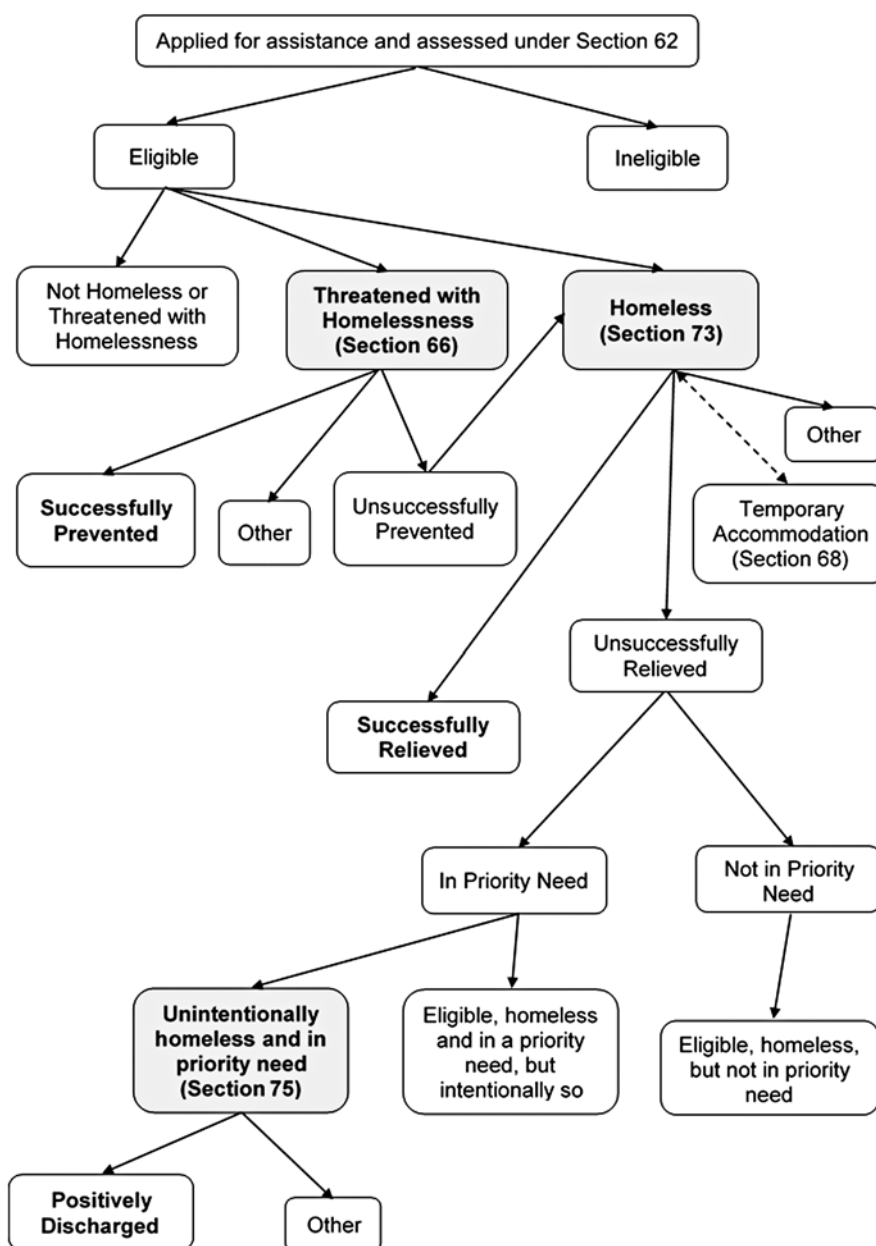 Applied for assistance and assessed under Section 62
Eligible
Ineligible
Not Homeless or
Threatened with
Homelessness
Threatened with
Homelessness
(Section 66)
Homeless
(Section 73)
Other
Successfully
Prevented
Other
Unsuccessfully
Prevented
Temporary
Accommodation
(Section 68)
Unsuccessfully
Relieved
Successfully
Relieved
In Priority Need
Not in Priority
Need
Unintentionally
homeless and in
priority need
(Section 75)
Eligible, homeless
and in a priority
need, but
intentionally so
Eligible, homeless,
but not in priority
need
Positively
Discharged
Other